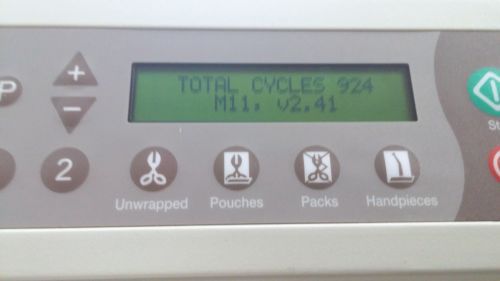 TOTAL CYCLES 924
M11, v2.41
P
+
−
2
Unwrapped
Pouches
Packs
Handpieces